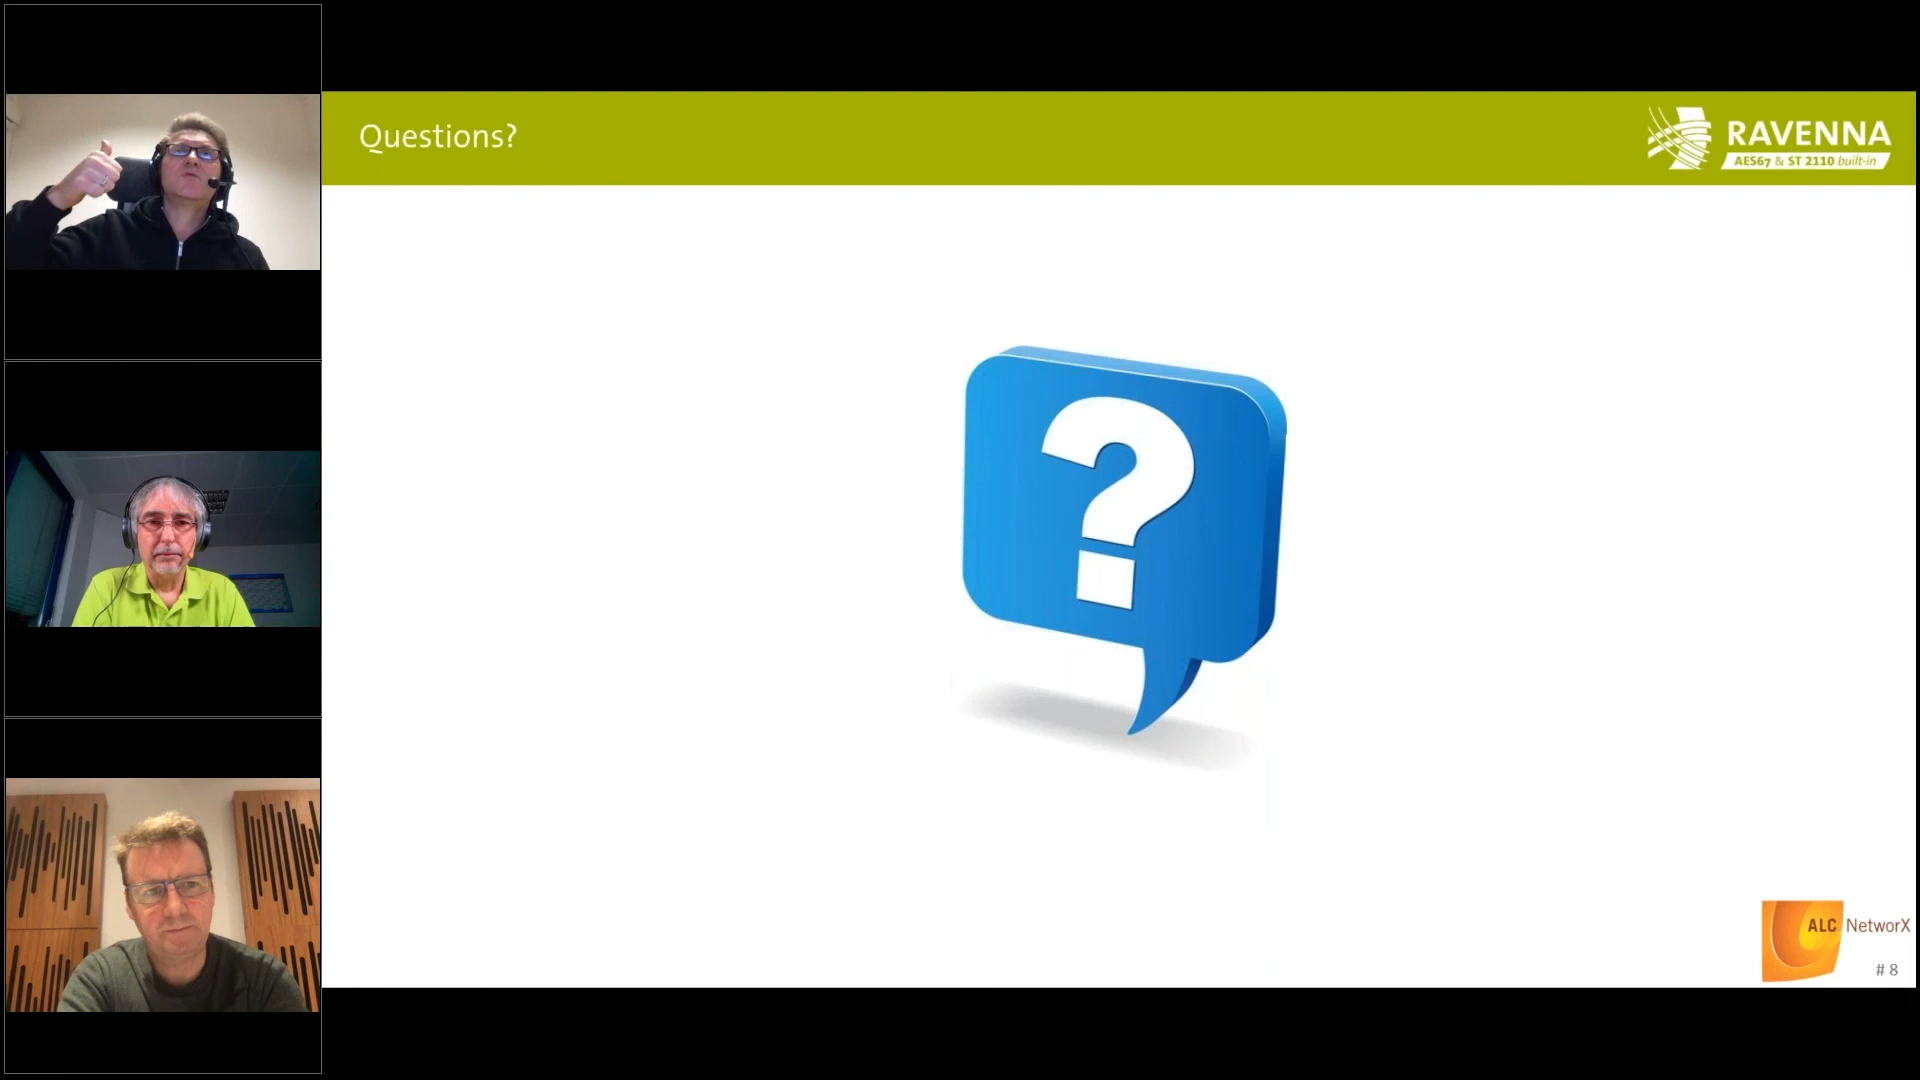 Questions?
RAVENNA
AES67 & ST 2110 built-in
?
ALC NetworX
# 8